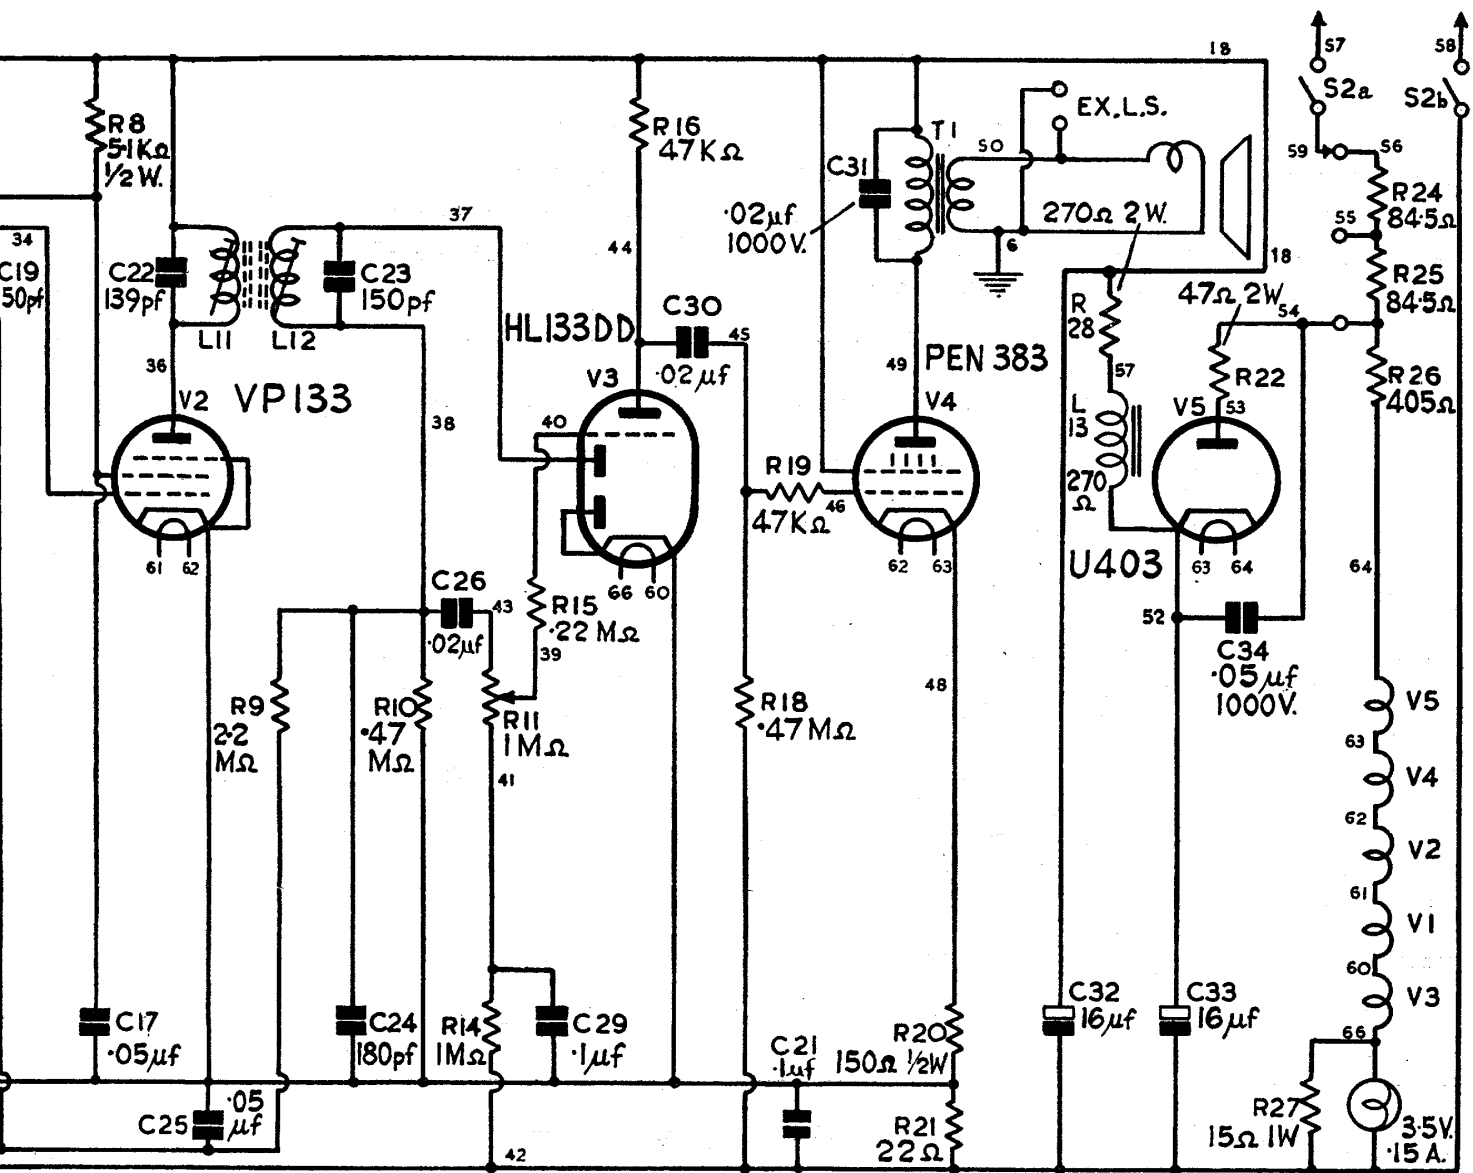 18
57
58
S2a
S2b
R8
51KΩ
1/2 W.
R16
47KΩ
C31
T1
50
EX.L.S.
59
56
R24
84·5Ω
·02µf
1000V.
6
270Ω 2W.
55
18
R25
84·5Ω
34
C19
50pf
37
44
C22
139pf
C23
150pf
L11
L12
36
HL133DD
C30
45
·02µf
PEN 383
49
47Ω 2W
54
R
28
57
R22
R26
405Ω
VP133
V2
V3
V4
V5
53
38
40
L
13
270
Ω
R19
47KΩ
46
61
62
66
60
62
63
U403
63
64
64
C26
43
·02µf
R15
·22 MΩ
39
52
C34
·05µf
1000V.
R9
2·2
MΩ
R10
·47
MΩ
R11
1MΩ
41
R18
·47MΩ
48
V5
63
V4
62
V2
61
V1
60
V3
66
C17
·05µf
C24
180pf
R14
1MΩ
C29
·1µf
C21
·1uf
R20
150Ω 1/2W
C32
16µf
C33
16µf
C25
·05
µf
R21
22Ω
R27
15Ω 1W
3·5V.
·15 A.
42